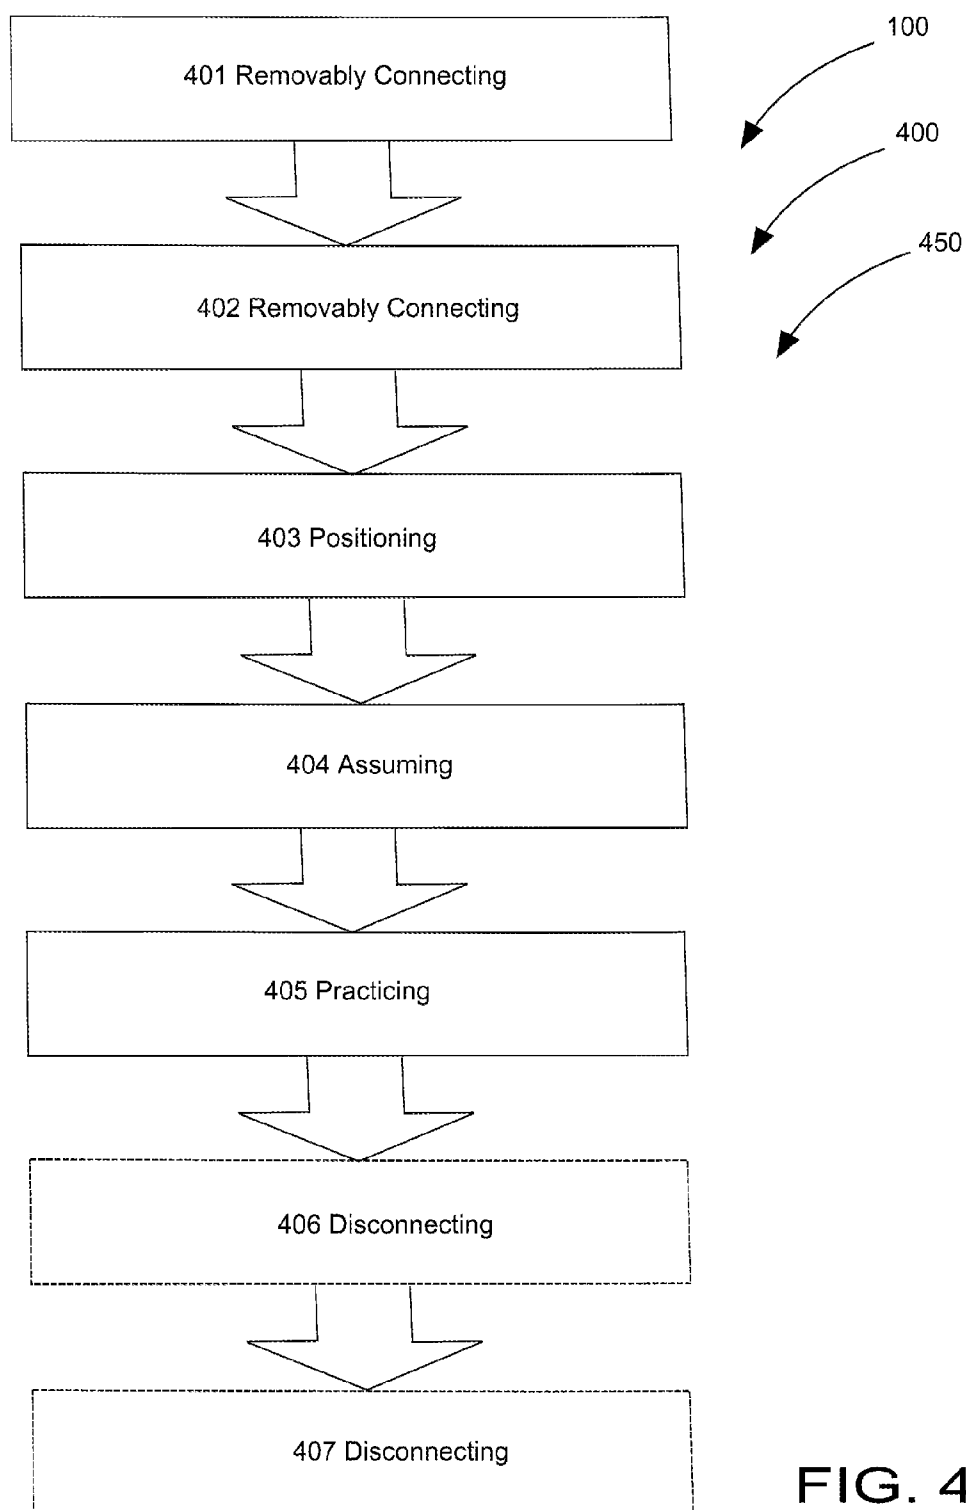 100
401 Removably Connecting
400
450
402 Removably Connecting
403 Positioning
404 Assuming
405 Practicing
406 Disconnecting
407 Disconnecting
FIG. 4